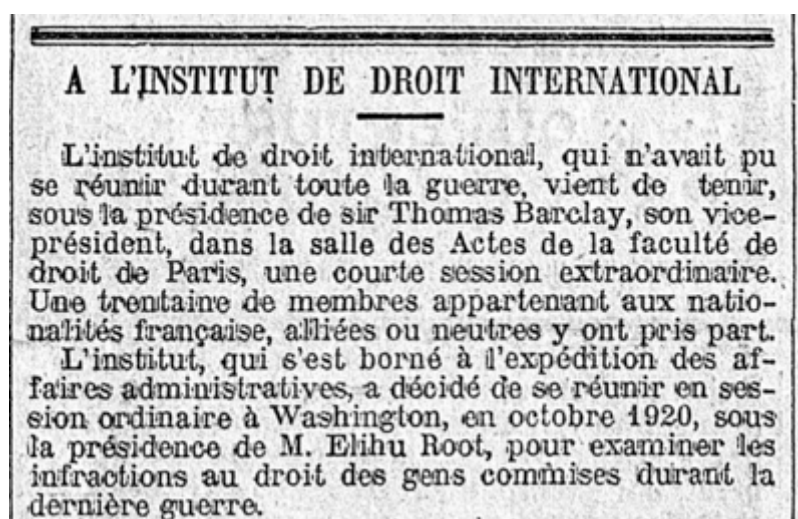 A L'INSTITUT DE DROIT INTERNATIONAL
L'institut de droit international, qui n'avait pu
se réunir durant toute la guerre, vient de tenir,
sous la présidence de sir Thomas Barclay, son vice-
président, dans la salle des Actes de la faculté de
droit de Paris, une courte session extraordinaire.
Une trentaine de membres appartenant aux natio-
nalités française, alliées ou neutres y ont pris part.
L'institut, qui s'est borné à l'expédition des af-
faires administratives, a décidé de se réunir en ses-
sion ordinaire à Washington, en octobre 1920, sous
la présidence de M. Elihu Root, pour examiner les
infractions au droit des gens commises durant la
dernière guerre.